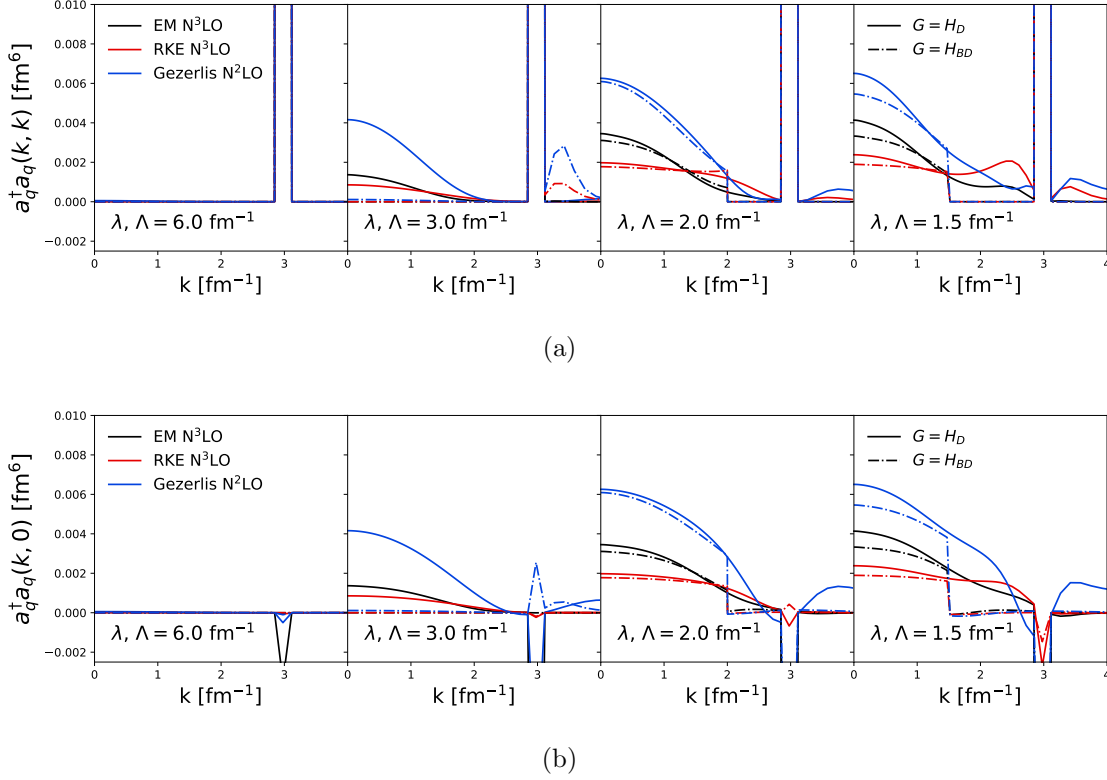 0.010
0.008
0.006
0.004
0.002
0.000
−0.002
a†q aq(k, k) [fm⁶]
EM N³LO
RKE N³LO
Gezerlis N²LO
G = H_D
G = H_BD
λ, Λ = 6.0 fm⁻¹
λ, Λ = 3.0 fm⁻¹
λ, Λ = 2.0 fm⁻¹
λ, Λ = 1.5 fm⁻¹
0 1 2 3 0 1 2 3 0 1 2 3 0 1 2 3 4
k [fm⁻¹] k [fm⁻¹] k [fm⁻¹] k [fm⁻¹]
(a)
0.010
0.008
0.006
0.004
0.002
0.000
−0.002
a†q aq(k, 0) [fm⁶]
EM N³LO
RKE N³LO
Gezerlis N²LO
G = H_D
G = H_BD
λ, Λ = 6.0 fm⁻¹
λ, Λ = 3.0 fm⁻¹
λ, Λ = 2.0 fm⁻¹
λ, Λ = 1.5 fm⁻¹
0 1 2 3 0 1 2 3 0 1 2 3 0 1 2 3 4
k [fm⁻¹] k [fm⁻¹] k [fm⁻¹] k [fm⁻¹]
(b)